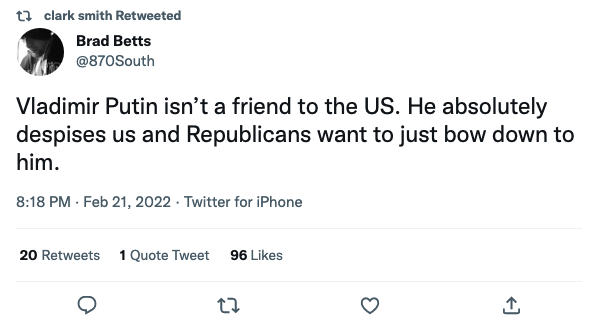 clark smith Retweeted
Brad Betts
@870South
Vladimir Putin isn’t a friend to the US. He absolutely
despises us and Republicans want to just bow down to
him.
8:18 PM · Feb 21, 2022 · Twitter for iPhone
20 Retweets 1 Quote Tweet 96 Likes